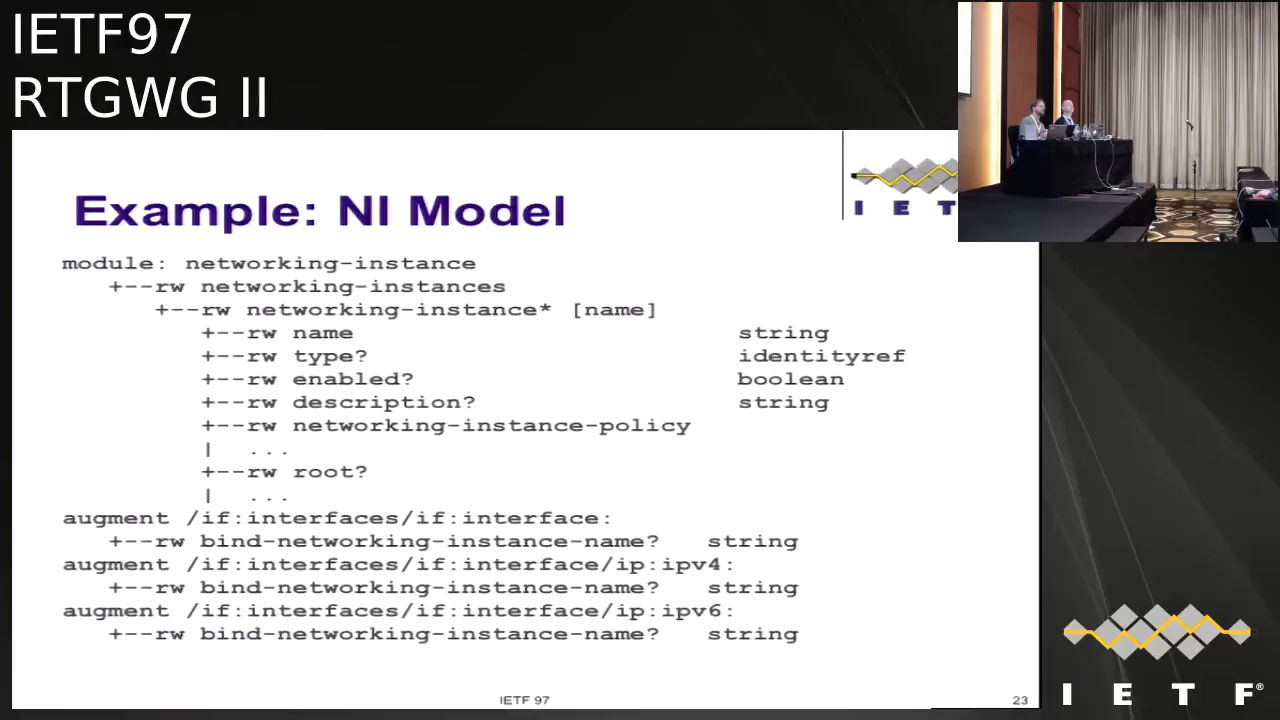 IETF97
RTGWG II
I E T
Example: NI Model
module: networking-instance
+--rw networking-instances
+--rw networking-instance* [name]
+--rw name string
+--rw type? identityref
+--rw enabled? boolean
+--rw description? string
+--rw networking-instance-policy
| ...
+--rw root?
| ...
augment /if:interfaces/if:interface:
+--rw bind-networking-instance-name? string
augment /if:interfaces/if:interface/ip:ipv4:
+--rw bind-networking-instance-name? string
augment /if:interfaces/if:interface/ip:ipv6:
+--rw bind-networking-instance-name? string
IETF 97 23
I E T F®